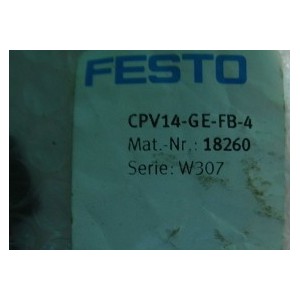 FESTO
CPV14-GE-FB-4
Mat.-Nr.: 18260
Serie: W307